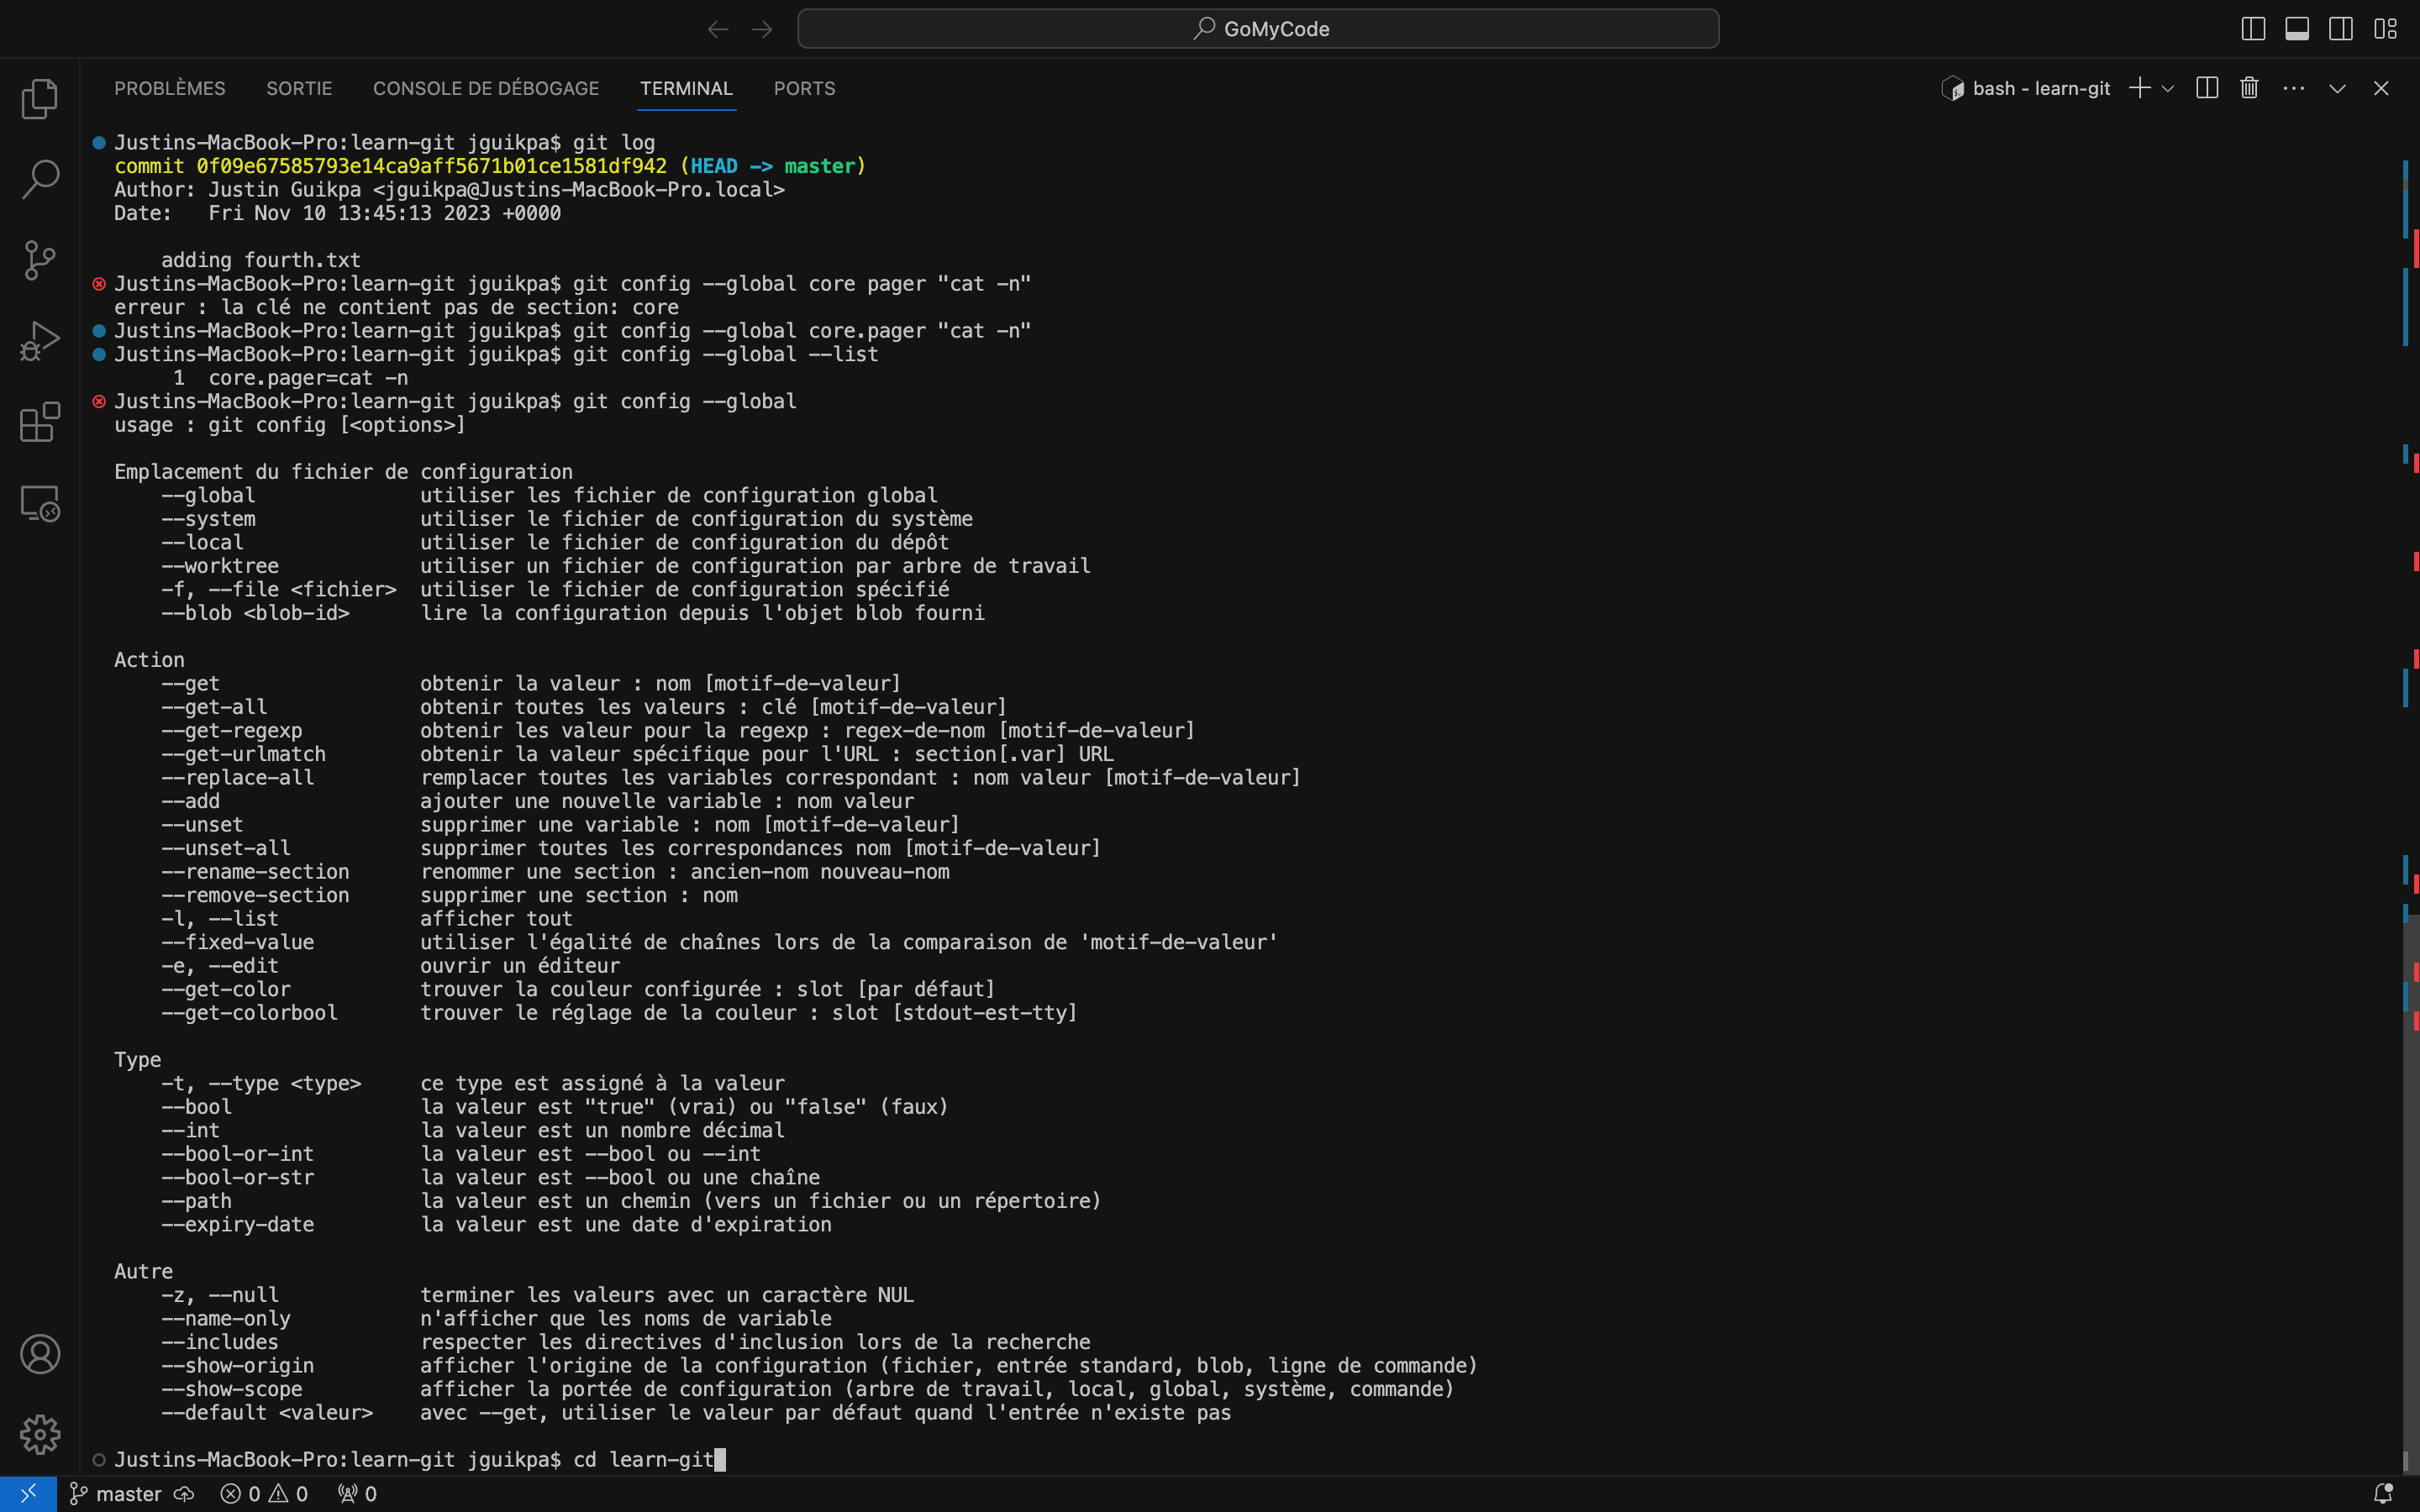 GoMyCode
PROBLÈMES SORTIE CONSOLE DE DÉBOGAGE TERMINAL PORTS bash - learn-git
Justins-MacBook-Pro:learn-git jguikpa$ git log
commit 0f09e67585793e14ca9aff5671b01ce1581df942 (HEAD -> master)
Author: Justin Guikpa <jguikpa@Justins-MacBook-Pro.local>
Date:   Fri Nov 10 13:45:13 2023 +0000
adding fourth.txt
Justins-MacBook-Pro:learn-git jguikpa$ git config --global core pager "cat -n"
erreur : la clé ne contient pas de section: core
Justins-MacBook-Pro:learn-git jguikpa$ git config --global core.pager "cat -n"
Justins-MacBook-Pro:learn-git jguikpa$ git config --global --list
1  core.pager=cat -n
Justins-MacBook-Pro:learn-git jguikpa$ git config --global
usage : git config [<options>]
Emplacement du fichier de configuration
--global              utiliser les fichier de configuration global
--system              utiliser le fichier de configuration du système
--local               utiliser le fichier de configuration du dépôt
--worktree            utiliser un fichier de configuration par arbre de travail
-f, --file <fichier>  utiliser le fichier de configuration spécifié
--blob <blob-id>      lire la configuration depuis l'objet blob fourni
Action
--get                 obtenir la valeur : nom [motif-de-valeur]
--get-all             obtenir toutes les valeurs : clé [motif-de-valeur]
--get-regexp          obtenir les valeur pour la regexp : regex-de-nom [motif-de-valeur]
--get-urlmatch        obtenir la valeur spécifique pour l'URL : section[.var] URL
--replace-all         remplacer toutes les variables correspondant : nom valeur [motif-de-valeur]
--add                 ajouter une nouvelle variable : nom valeur
--unset               supprimer une variable : nom [motif-de-valeur]
--unset-all           supprimer toutes les correspondances nom [motif-de-valeur]
--rename-section      renommer une section : ancien-nom nouveau-nom
--remove-section      supprimer une section : nom
-l, --list            afficher tout
--fixed-value         utiliser l'égalité de chaînes lors de la comparaison de 'motif-de-valeur'
-e, --edit            ouvrir un éditeur
--get-color           trouver la couleur configurée : slot [par défaut]
--get-colorbool       trouver le réglage de la couleur : slot [stdout-est-tty]
Type
-t, --type <type>     ce type est assigné à la valeur
--bool                la valeur est "true" (vrai) ou "false" (faux)
--int                 la valeur est un nombre décimal
--bool-or-int         la valeur est --bool ou --int
--bool-or-str         la valeur est --bool ou une chaîne
--path                la valeur est un chemin (vers un fichier ou un répertoire)
--expiry-date         la valeur est une date d'expiration
Autre
-z, --null            terminer les valeurs avec un caractère NUL
--name-only           n'afficher que les noms de variable
--includes            respecter les directives d'inclusion lors de la recherche
--show-origin         afficher l'origine de la configuration (fichier, entrée standard, blob, ligne de commande)
--show-scope          afficher la portée de configuration (arbre de travail, local, global, système, commande)
--default <valeur>    avec --get, utiliser le valeur par défaut quand l'entrée n'existe pas
Justins-MacBook-Pro:learn-git jguikpa$ cd learn-git
master 0 0 0